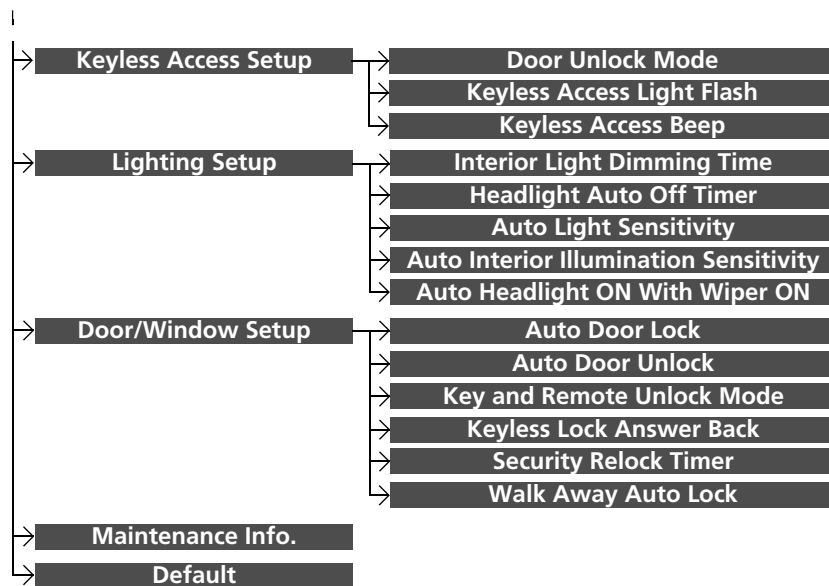 Keyless Access Setup
Door Unlock Mode
Keyless Access Light Flash
Keyless Access Beep
Lighting Setup
Interior Light Dimming Time
Headlight Auto Off Timer
Auto Light Sensitivity
Auto Interior Illumination Sensitivity
Auto Headlight ON With Wiper ON
Door/Window Setup
Auto Door Lock
Auto Door Unlock
Key and Remote Unlock Mode
Keyless Lock Answer Back
Security Relock Timer
Walk Away Auto Lock
Maintenance Info.
Default